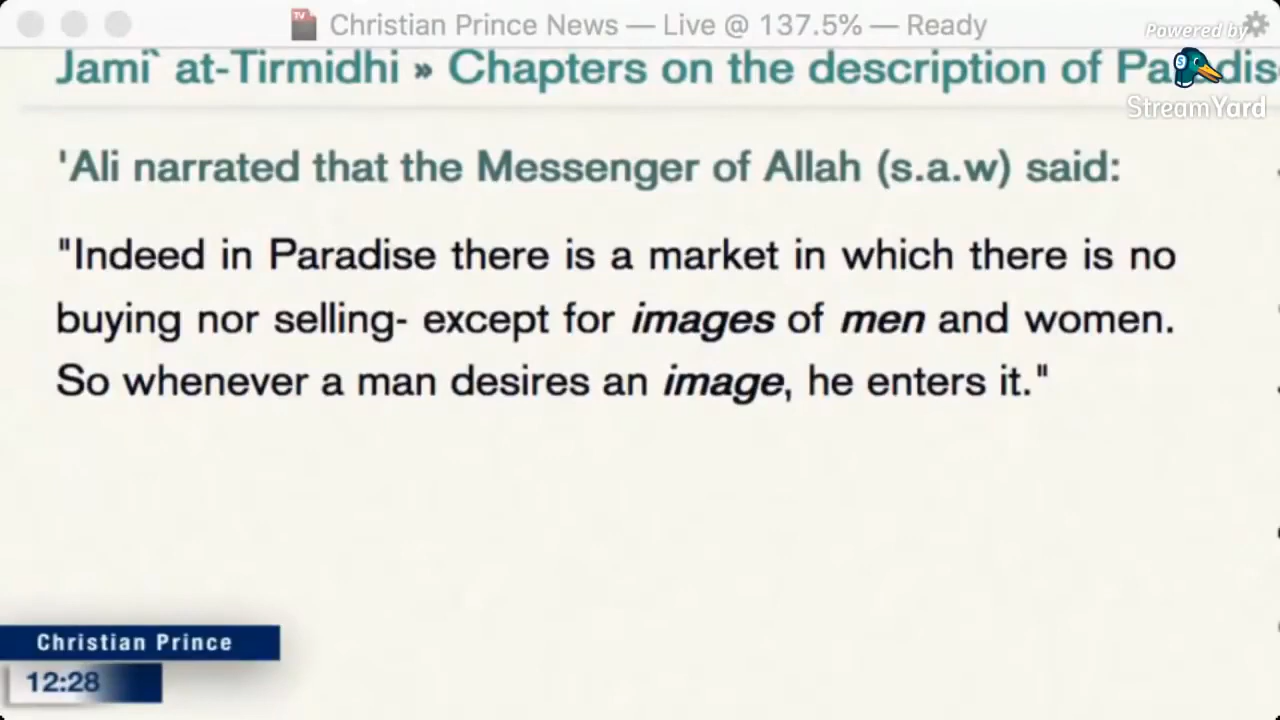 Christian Prince News — Live @ 137.5% — Ready
Powered by
StreamYard
Jami` at-Tirmidhi » Chapters on the description of
'Ali narrated that the Messenger of Allah (s.a.w) said:
"Indeed in Paradise there is a market in which there is no
buying nor selling- except for images of men and women.
So whenever a man desires an image, he enters it."
Christian Prince
12:28